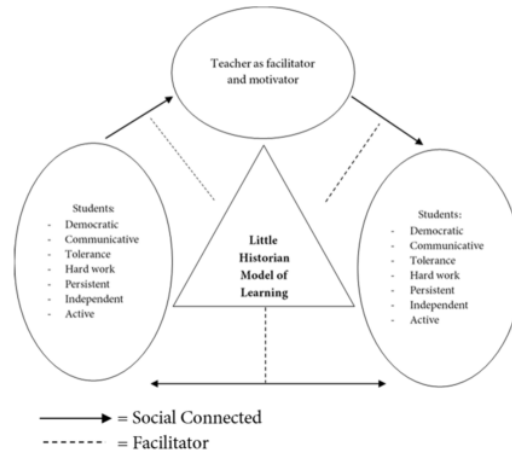 Teacher as facilitator
and motivator
Students:
- Democratic
- Communicative
- Tolerance
- Hard work
- Persistent
- Independent
- Active
Little
Historian
Model of
Learning
Students:
- Democratic
- Communicative
- Tolerance
- Hard work
- Persistent
- Independent
- Active
= Social Connected
= Facilitator